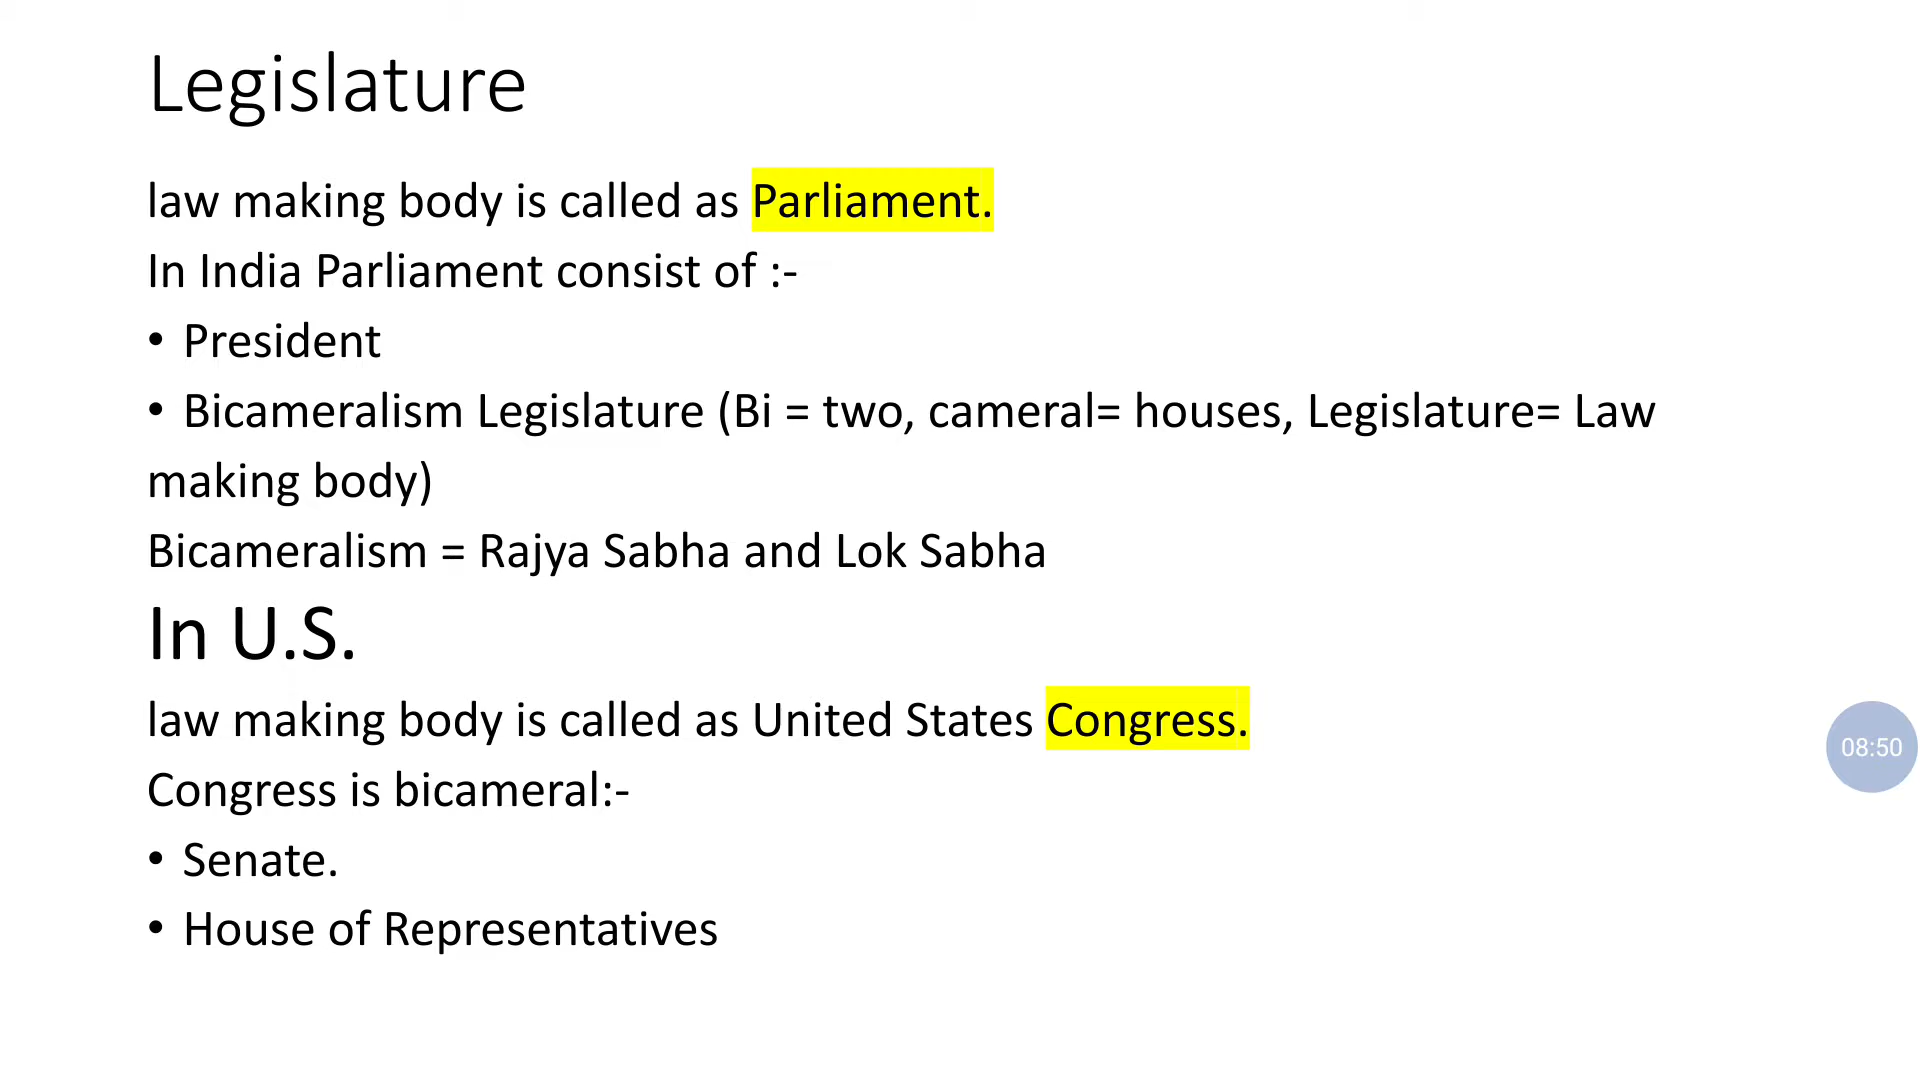 Legislature
law making body is called as Parliament.
In India Parliament consist of :-
• President
• Bicameralism Legislature (Bi = two, cameral= houses, Legislature= Law
making body)
Bicameralism = Rajya Sabha and Lok Sabha
In U.S.
law making body is called as United States Congress.
Congress is bicameral:-
• Senate.
• House of Representatives
08:50